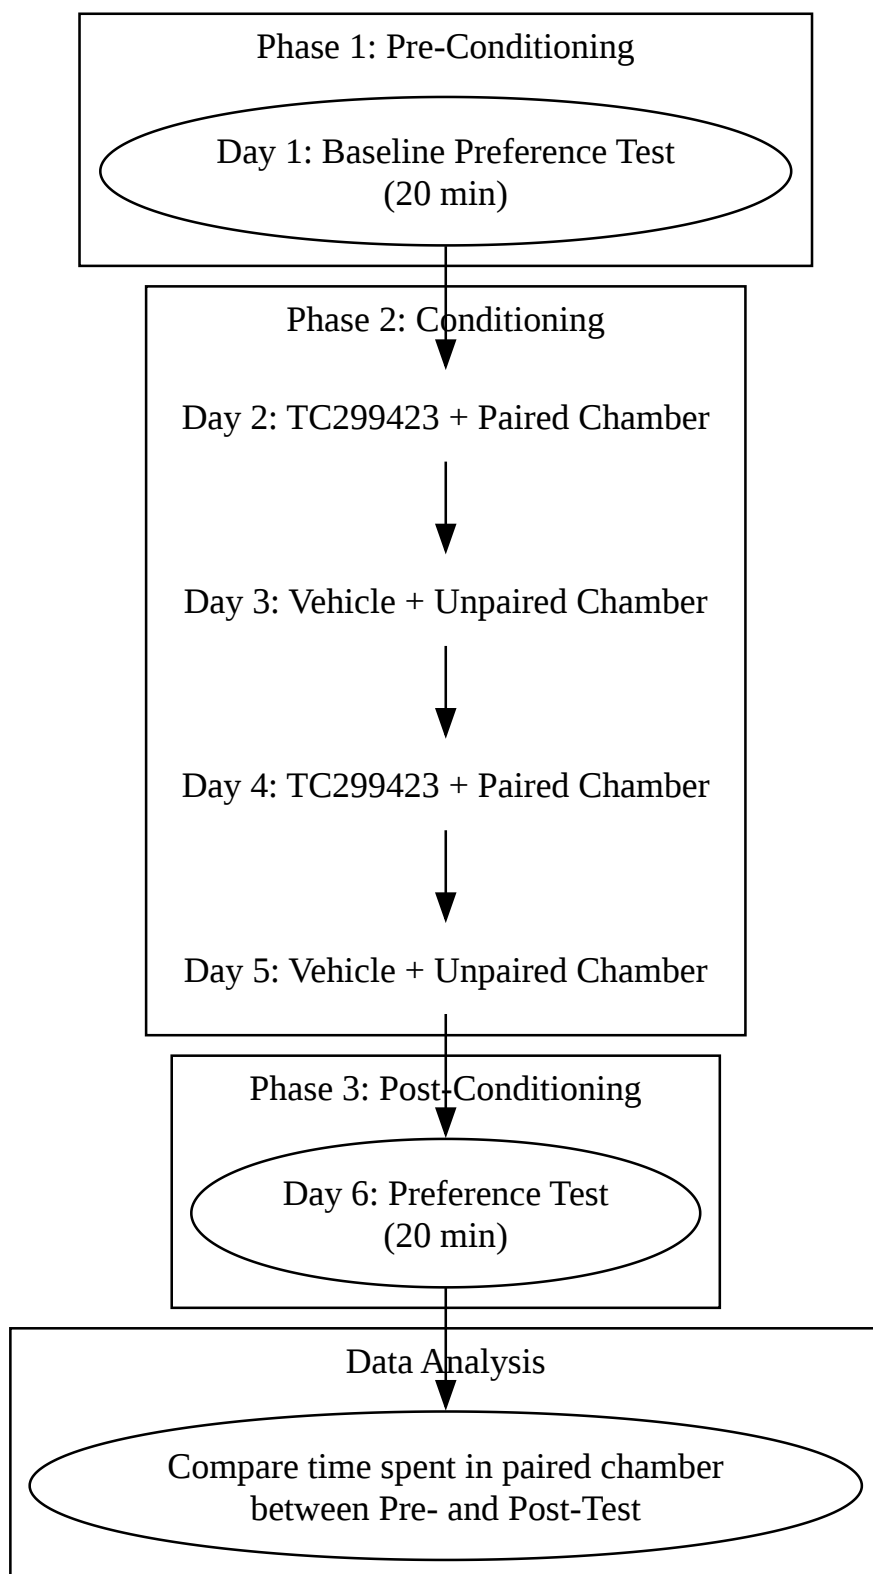 Phase 1: Pre-Conditioning
Day 1: Baseline Preference Test
(20 min)
Phase 2: Conditioning
Day 2: TC299423 + Paired Chamber
Day 3: Vehicle + Unpaired Chamber
Day 4: TC299423 + Paired Chamber
Day 5: Vehicle + Unpaired Chamber
Phase 3: Post-Conditioning
Day 6: Preference Test
(20 min)
Data Analysis
Compare time spent in paired chamber
between Pre- and Post-Test